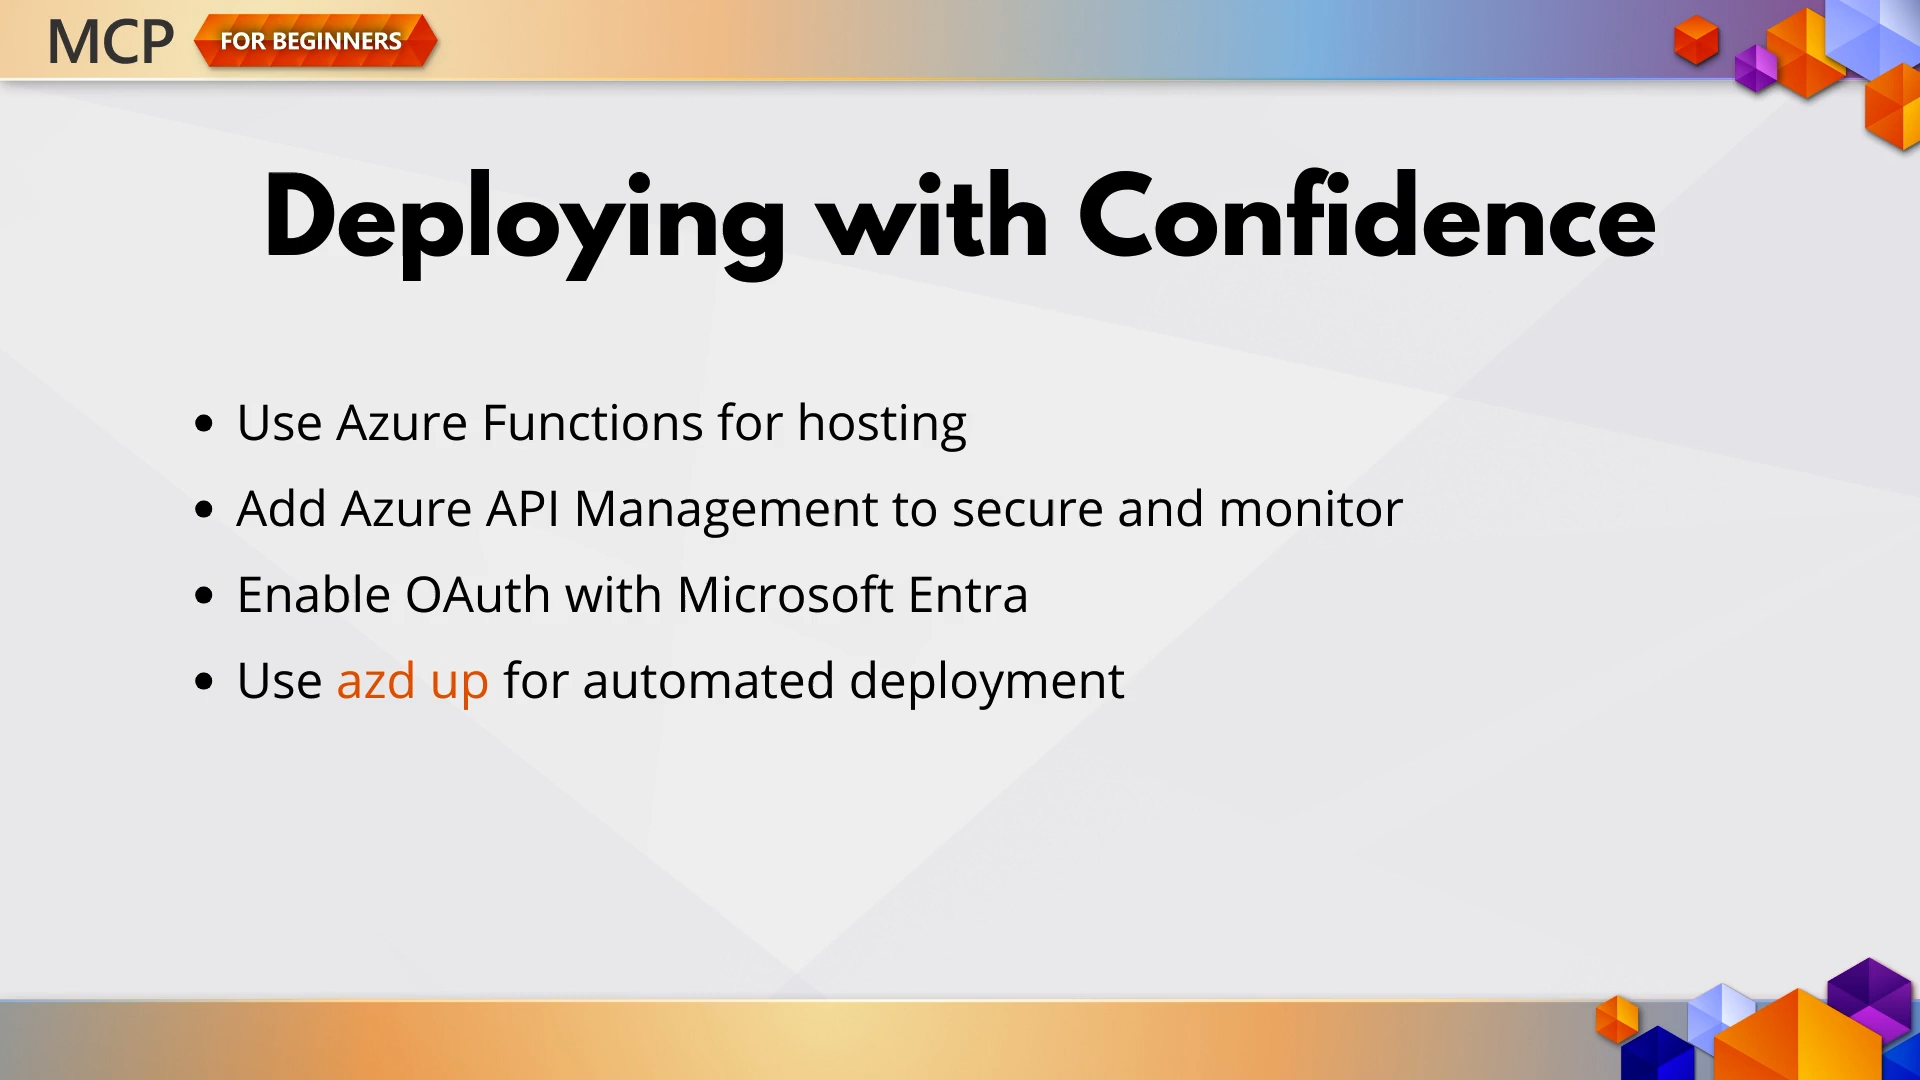 MCP FOR BEGINNERS
Deploying with Confidence
• Use Azure Functions for hosting
• Add Azure API Management to secure and monitor
• Enable OAuth with Microsoft Entra
• Use azd up for automated deployment